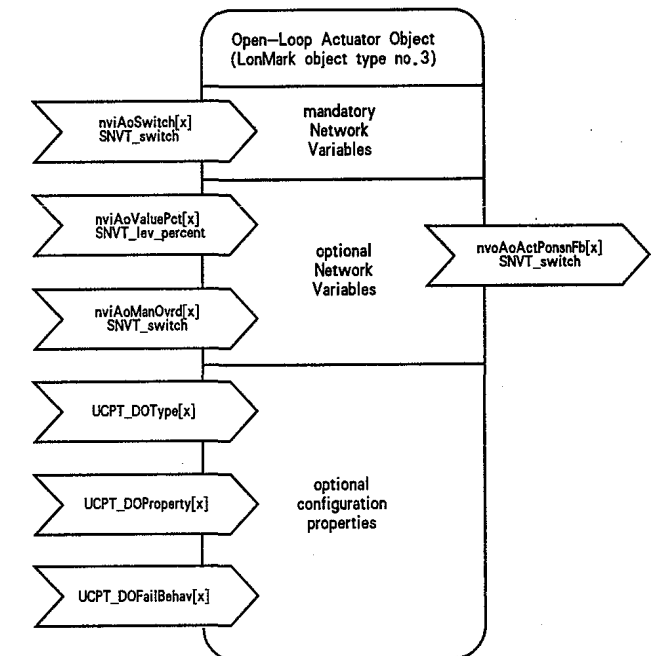 Open-Loop Actuator Object
(LonMark object type no.3)
nviAoSwitch[x]
SNVT_switch
mandatory
Network
Variables
nviAoValuePct[x]
SNVT_lev_percent
nviAoManOvrd[x]
SNVT_switch
optional
Network
Variables
nvoAoActPonsnFb[x]
SNVT_switch
UCPT_DOType[x]
UCPT_DOProperty[x]
UCPT_DOFailBehav[x]
optional
configuration
properties